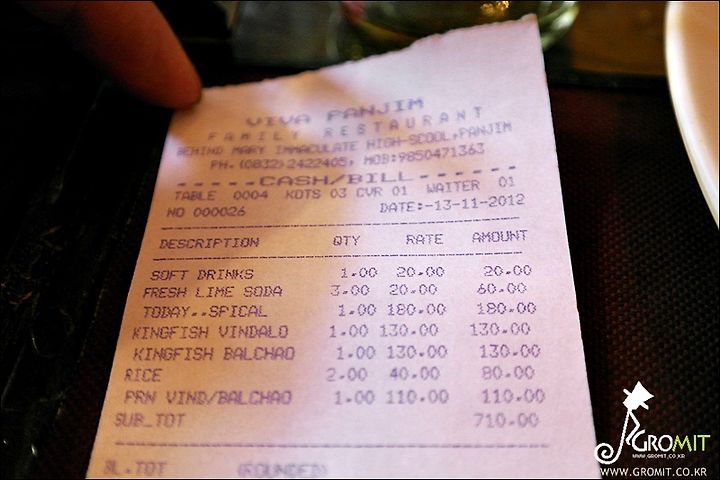 VIVA PANJIM
FAMILY RESTAURANT
BEHIND MARY IMMACULATE HIGH-SCOOL,PANJIM
PH.(0832)2422405, MOB:9850471363
-----CASH/BILL------
TABLE 0004 KOTS 03 CVR 01 WAITER 01
NO 000026 DATE:-13-11-2012
DESCRIPTION QTY RATE AMOUNT
SOFT DRINKS 1.00 20.00 20.00
FRESH LIME SODA 3.00 20.00 60.00
TODAY..SPICAL 1.00 180.00 180.00
KINGFISH VINDALO 1.00 130.00 130.00
KINGFISH BALCHAO 1.00 130.00 130.00
RICE 2.00 40.00 80.00
PRN VIND/BALCHAO 1.00 110.00 110.00
SUB_TOT 710.00
BL.TOT (ROUNDED)
GROMIT
WWW.GROMIT.CO.KR
WWW.GROMIT.CO.KR